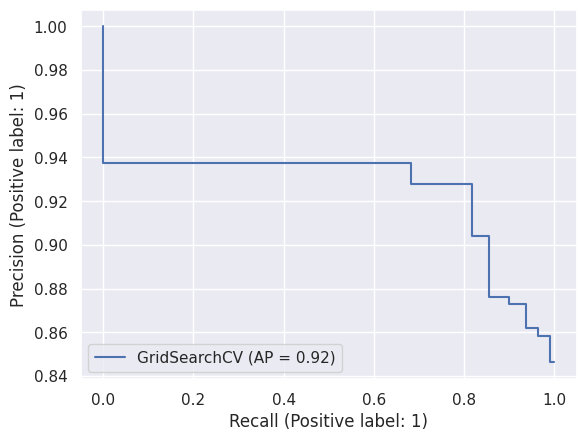 1.00
0.98
0.96
0.94
0.92
0.90
0.88
0.86
0.84
Precision (Positive label: 1)
GridSearchCV (AP = 0.92)
0.0 0.2 0.4 0.6 0.8 1.0
Recall (Positive label: 1)